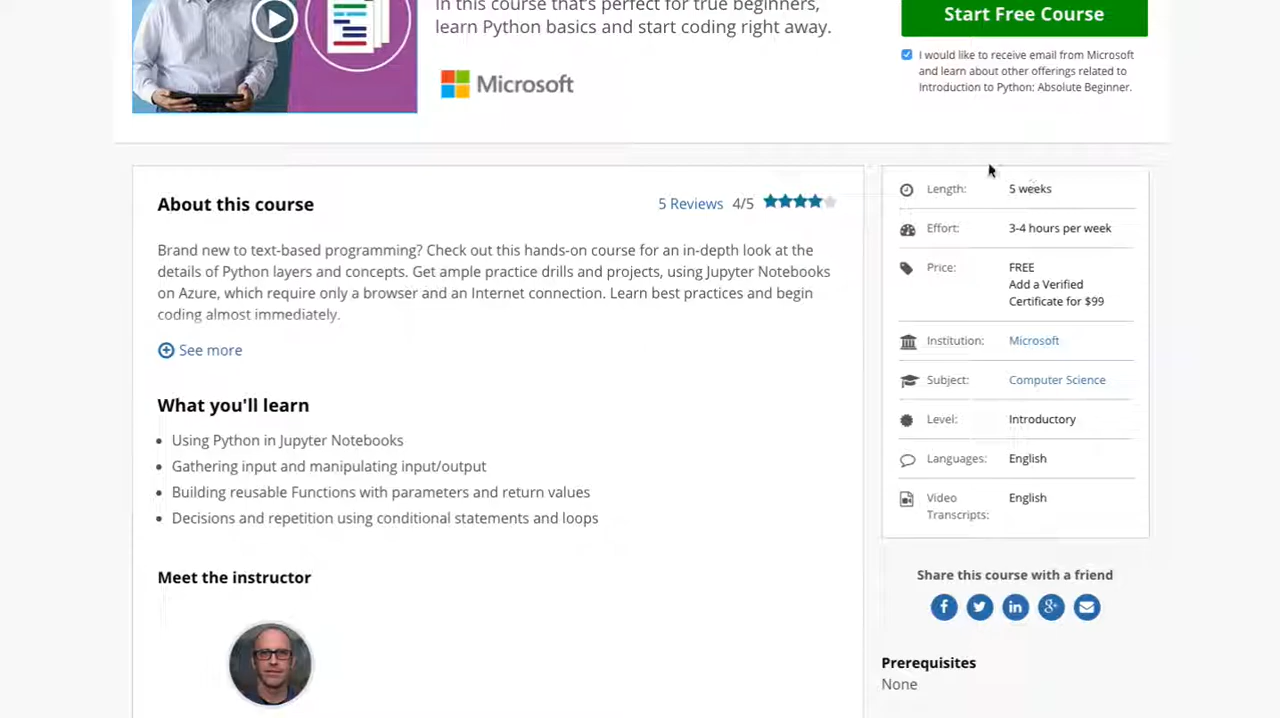 In this course that's perfect for true beginners,
learn Python basics and start coding right away.
Microsoft
Start Free Course
I would like to receive email from Microsoft
and learn about other offerings related to
Introduction to Python: Absolute Beginner.
About this course
5 Reviews 4/5
Brand new to text-based programming? Check out this hands-on course for an in-depth look at the
details of Python layers and concepts. Get ample practice drills and projects, using Jupyter Notebooks
on Azure, which require only a browser and an Internet connection. Learn best practices and begin
coding almost immediately.
See more
What you'll learn
• Using Python in Jupyter Notebooks
• Gathering input and manipulating input/output
• Building reusable Functions with parameters and return values
• Decisions and repetition using conditional statements and loops
Meet the instructor
Length: 5 weeks
Effort: 3-4 hours per week
Price: FREE
Add a Verified
Certificate for $99
Institution: Microsoft
Subject: Computer Science
Level: Introductory
Languages: English
Video English
Transcripts:
Share this course with a friend
Prerequisites
None